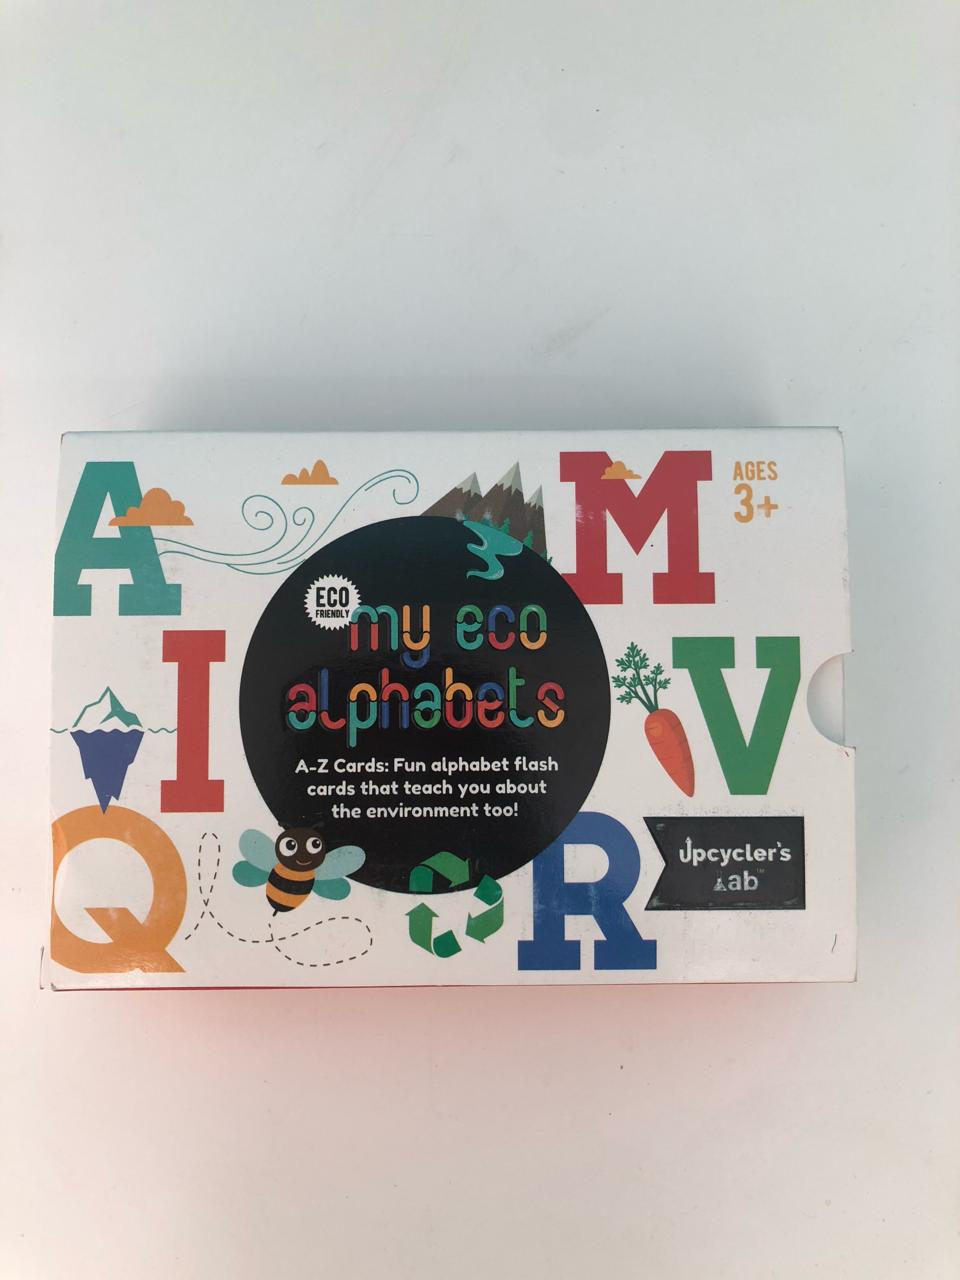 A
M
AGES
3+
ECO
FRIENDLY
my eco
alphabets
I
V
A-Z Cards: Fun alphabet flash
cards that teach you about
the environment too!
Q
R
Upcycler's
Lab™